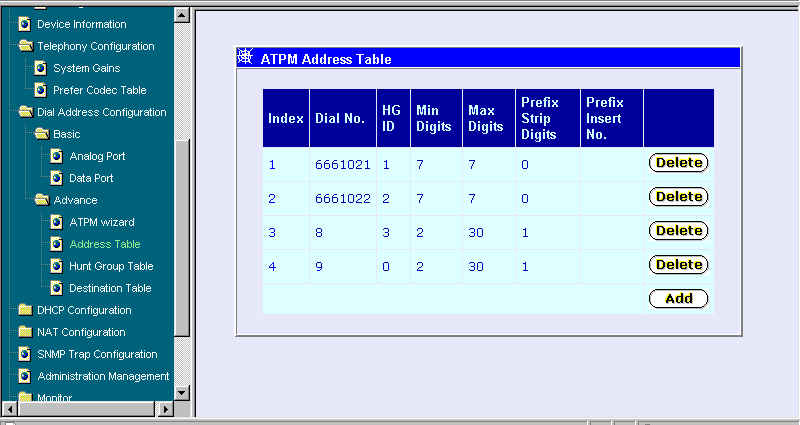 Device Information
Telephony Configuration
System Gains
Prefer Codec Table
Dial Address Configuration
Basic
Analog Port
Data Port
Advance
ATPM wizard
Address Table
Hunt Group Table
Destination Table
DHCP Configuration
NAT Configuration
SNMP Trap Configuration
Administration Management
Monitor
ATPM Address Table
Index Dial No. HG ID Min Digits Max Digits Prefix Strip Digits Prefix Insert No.
1 6661021 1 7 7 0 Delete
2 6661022 2 7 7 0 Delete
3 8 3 2 30 1 Delete
4 9 0 2 30 1 Delete
Add